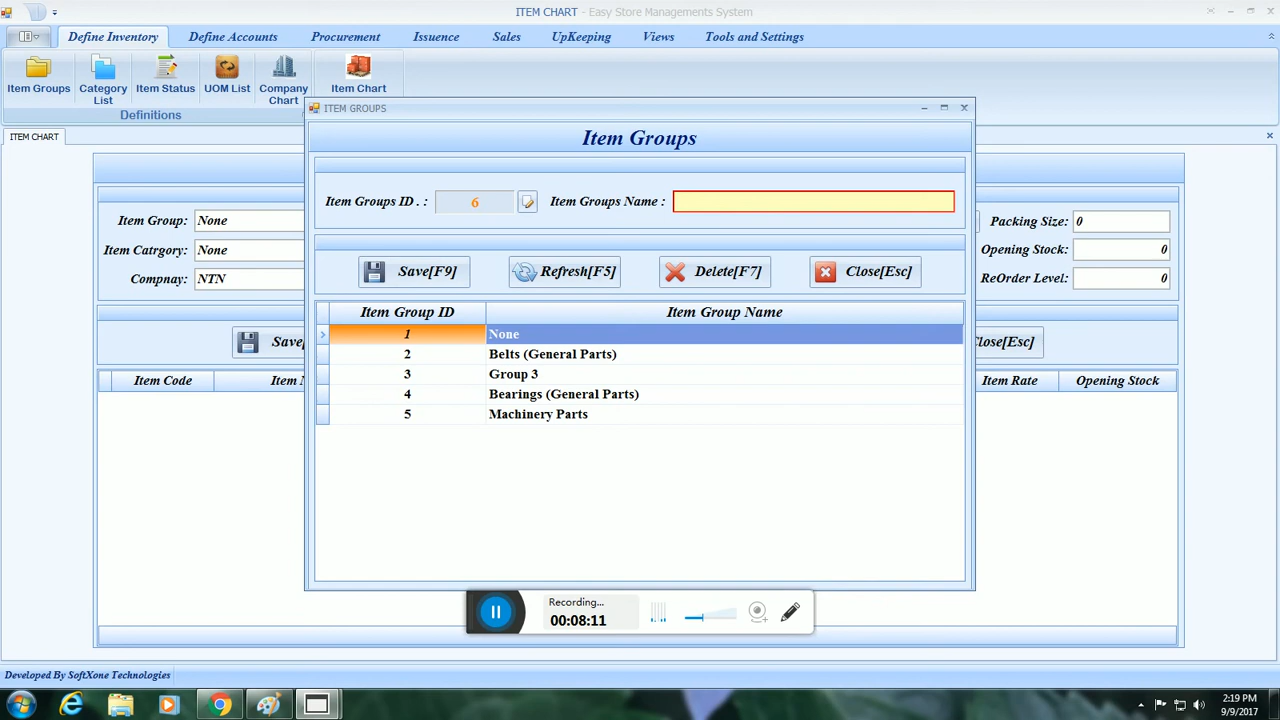 ITEM CHART - Easy Store Managements System
Define Inventory Define Accounts Procurement Issuence Sales UpKeeping Views Tools and Settings
Item Groups Category List Item Status UOM List Company Chart Item Chart
Definitions
ITEM CHART
ITEM GROUPS
Item Groups
Item Groups ID . : 6 Item Groups Name :
Save[F9] Refresh[F5] Delete[F7] Close[Esc]
Item Group ID Item Group Name
1 None
2 Belts (General Parts)
3 Group 3
4 Bearings (General Parts)
5 Machinery Parts
Item Group: None Packing Size: 0
Item Catrgry: None Opening Stock: 0
Compnay: NTN ReOrder Level: 0
Save[ lose[Esc]
Item Code Item N Item Rate Opening Stock
Recording...
00:08:11
Developed By SoftXone Technologies
2:19 PM
9/9/2017